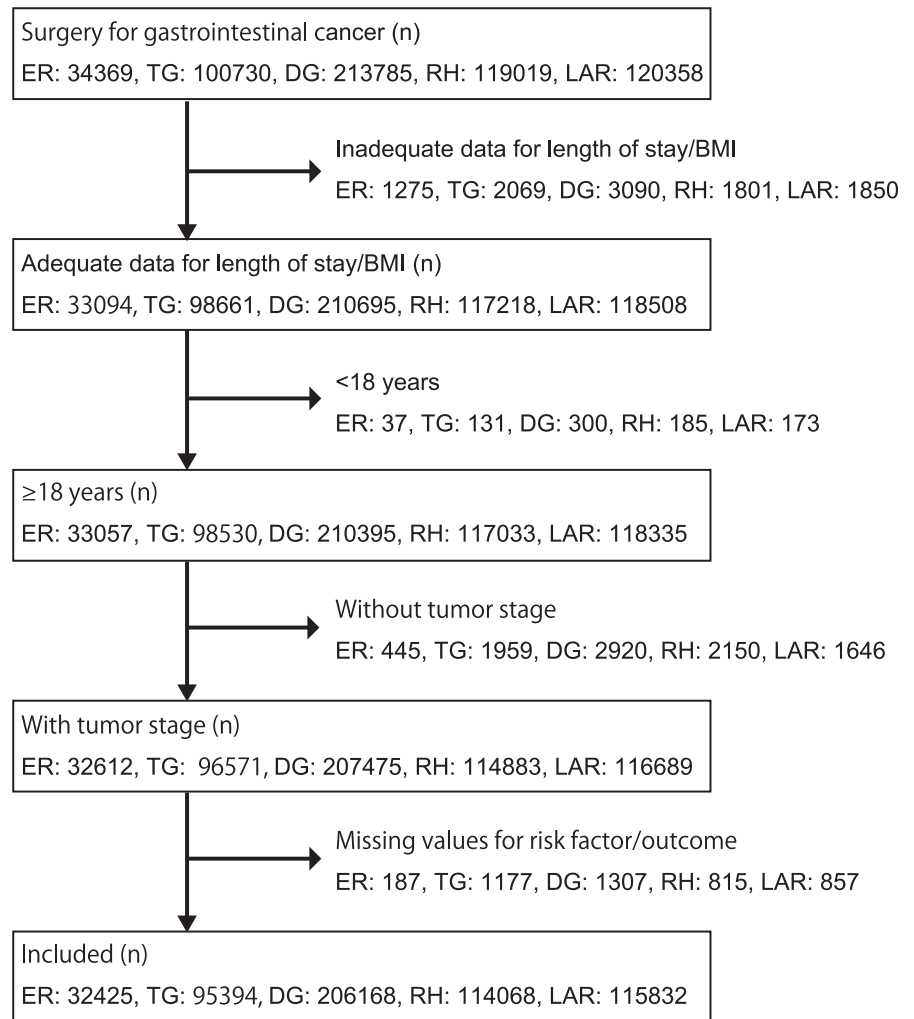 Surgery for gastrointestinal cancer (n)
ER: 34369, TG: 100730, DG: 213785, RH: 119019, LAR: 120358
Inadequate data for length of stay/BMI
ER: 1275, TG: 2069, DG: 3090, RH: 1801, LAR: 1850
Adequate data for length of stay/BMI (n)
ER: 33094, TG: 98661, DG: 210695, RH: 117218, LAR: 118508
<18 years
ER: 37, TG: 131, DG: 300, RH: 185, LAR: 173
≥18 years (n)
ER: 33057, TG: 98530, DG: 210395, RH: 117033, LAR: 118335
Without tumor stage
ER: 445, TG: 1959, DG: 2920, RH: 2150, LAR: 1646
With tumor stage (n)
ER: 32612, TG: 96571, DG: 207475, RH: 114883, LAR: 116689
Missing values for risk factor/outcome
ER: 187, TG: 1177, DG: 1307, RH: 815, LAR: 857
Included (n)
ER: 32425, TG: 95394, DG: 206168, RH: 114068, LAR: 115832